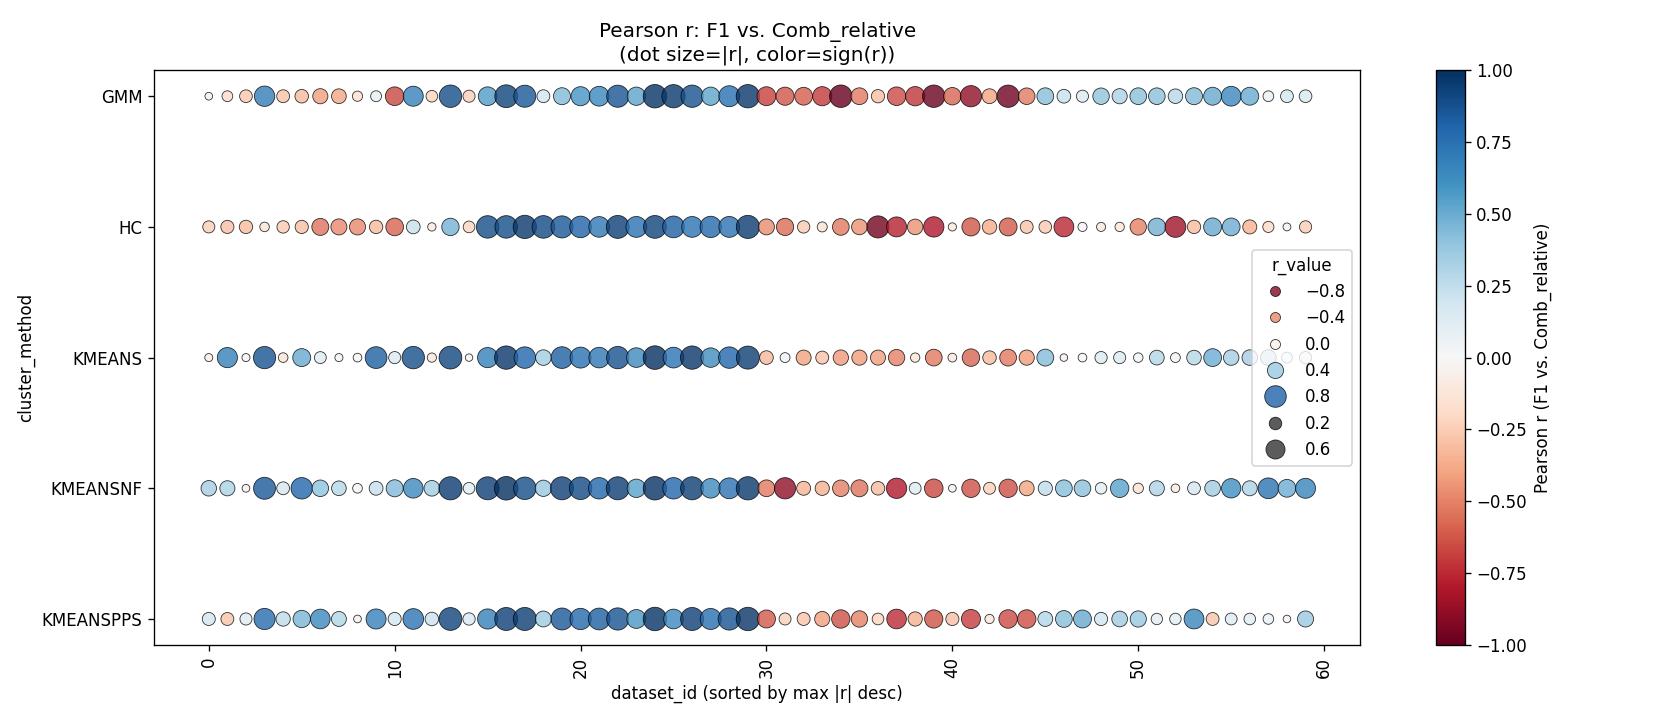 Pearson r: F1 vs. Comb_relative
(dot size=|r|, color=sign(r))
cluster_method
GMM
HC
KMEANS
KMEANSNF
KMEANSPPS
0
10
20
30
40
50
60
dataset_id (sorted by max |r| desc)
r_value
−0.8
−0.4
0.0
0.4
0.8
0.2
0.6
1.00
0.75
0.50
0.25
0.00
−0.25
−0.50
−0.75
−1.00
Pearson r (F1 vs. Comb_relative)